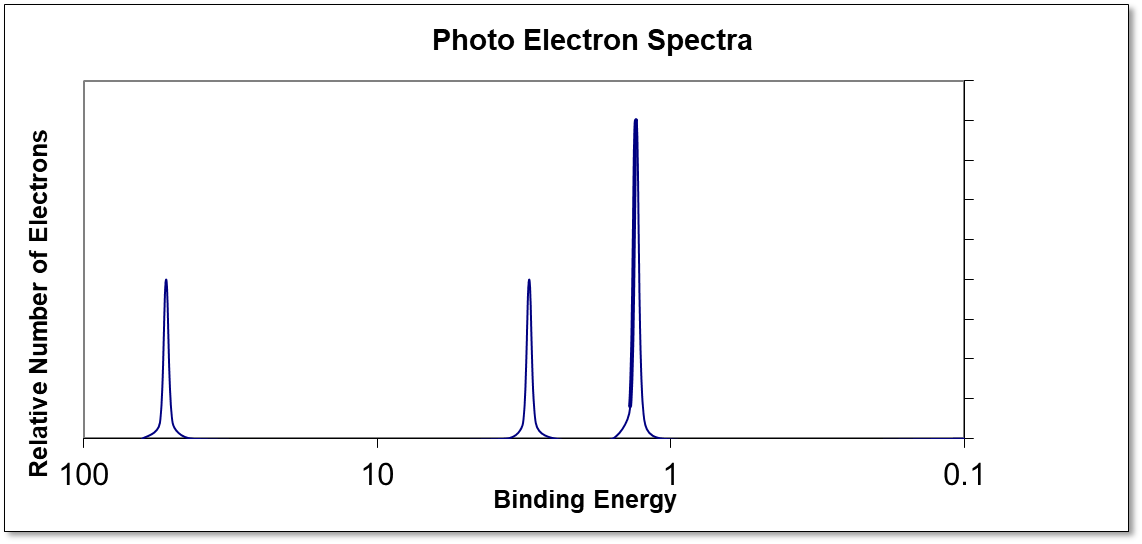 Photo Electron Spectra
Relative Number of Electrons
100 10 1 0.1
Binding Energy